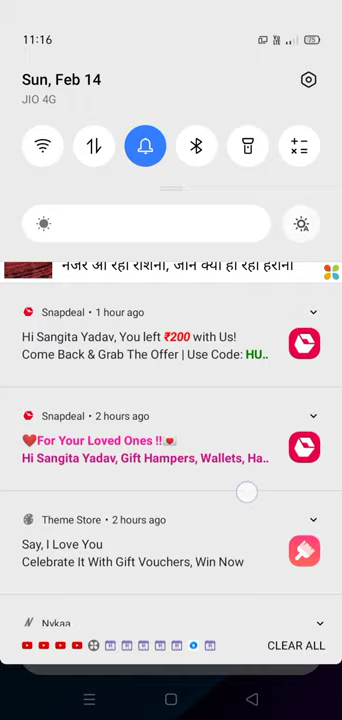 11:16
75
Sun, Feb 14
JIO 4G
नजर आ रही रोशनी, जानें क्या हो रही हैरानी
Snapdeal • 1 hour ago
Hi Sangita Yadav, You left ₹200 with Us!
Come Back & Grab The Offer | Use Code: HU..
Snapdeal • 2 hours ago
❤️For Your Loved Ones !!💌
Hi Sangita Yadav, Gift Hampers, Wallets, Ha..
Theme Store • 2 hours ago
Say, I Love You
Celebrate It With Gift Vouchers, Win Now
Nykaa
CLEAR ALL